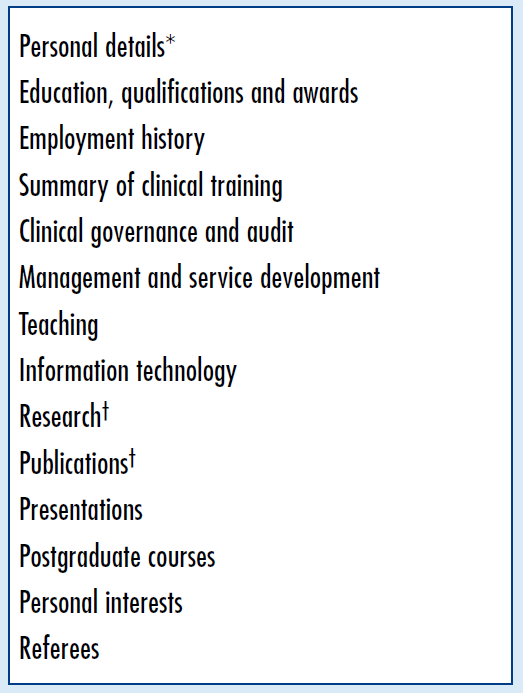 Personal details*
Education, qualifications and awards
Employment history
Summary of clinical training
Clinical governance and audit
Management and service development
Teaching
Information technology
Research†
Publications†
Presentations
Postgraduate courses
Personal interests
Referees